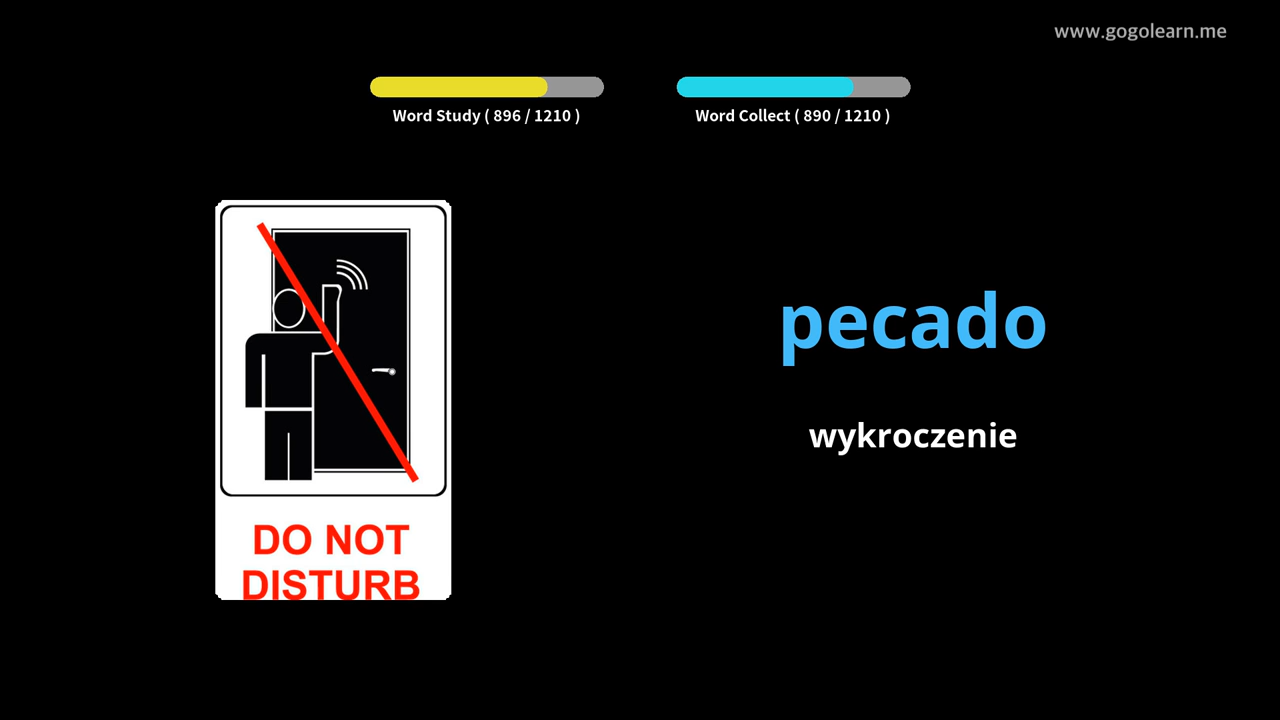 www.gogolearn.me
Word Study ( 896 / 1210 )
Word Collect ( 890 / 1210 )
pecado
wykroczenie
DO NOT
DISTURB